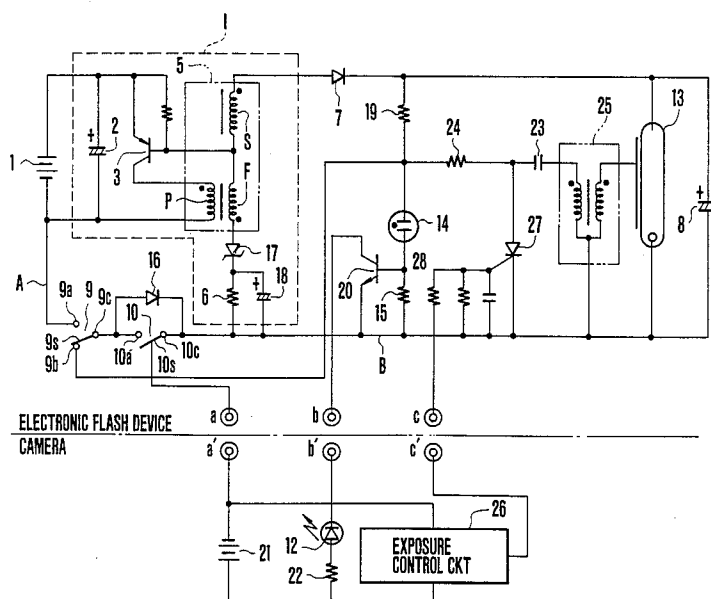 I
5
2
3
1
S
P
F
7
19
24
23
25
13
8
14
27
28
20
15
17
6
18
16
A
9a
9
9c
9s
9b
10
10a
10s
10c
B
a
b
c
ELECTRONIC FLASH DEVICE
CAMERA
a'
b'
c'
21
12
22
26
EXPOSURE
CONTROL CKT